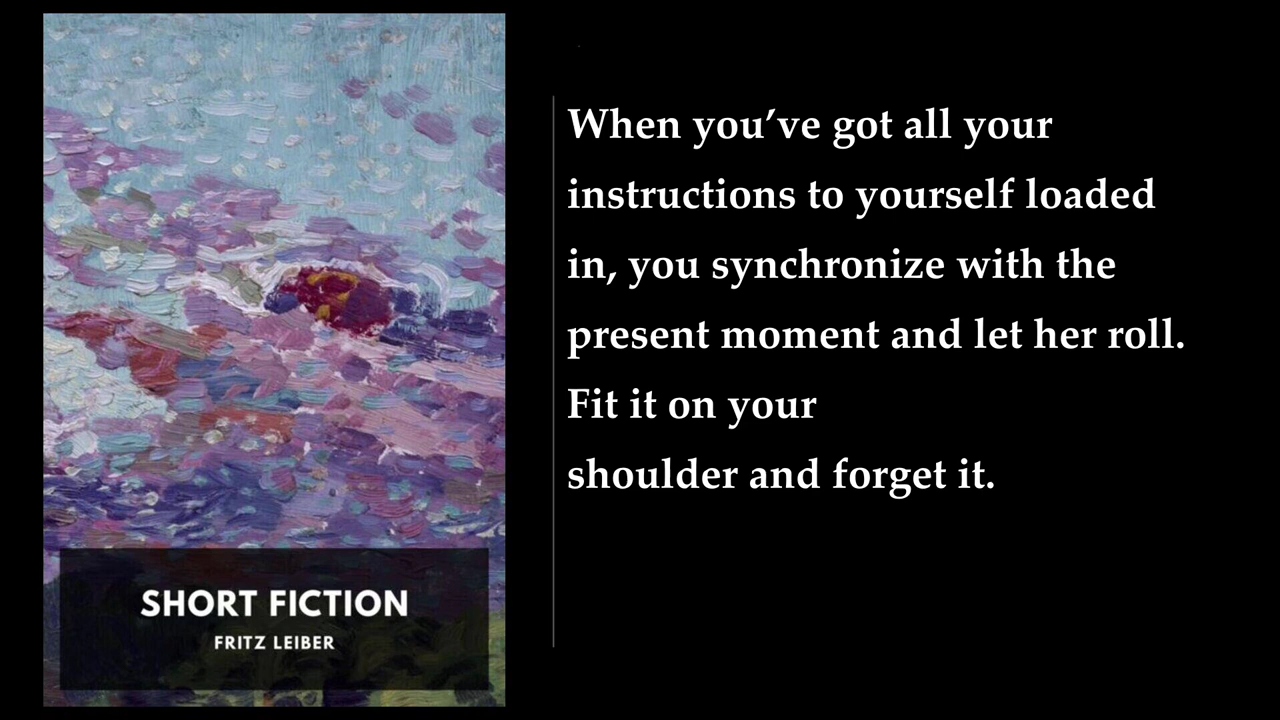 When you’ve got all your
instructions to yourself loaded
in, you synchronize with the
present moment and let her roll.
Fit it on your
shoulder and forget it.
SHORT FICTION
FRITZ LEIBER